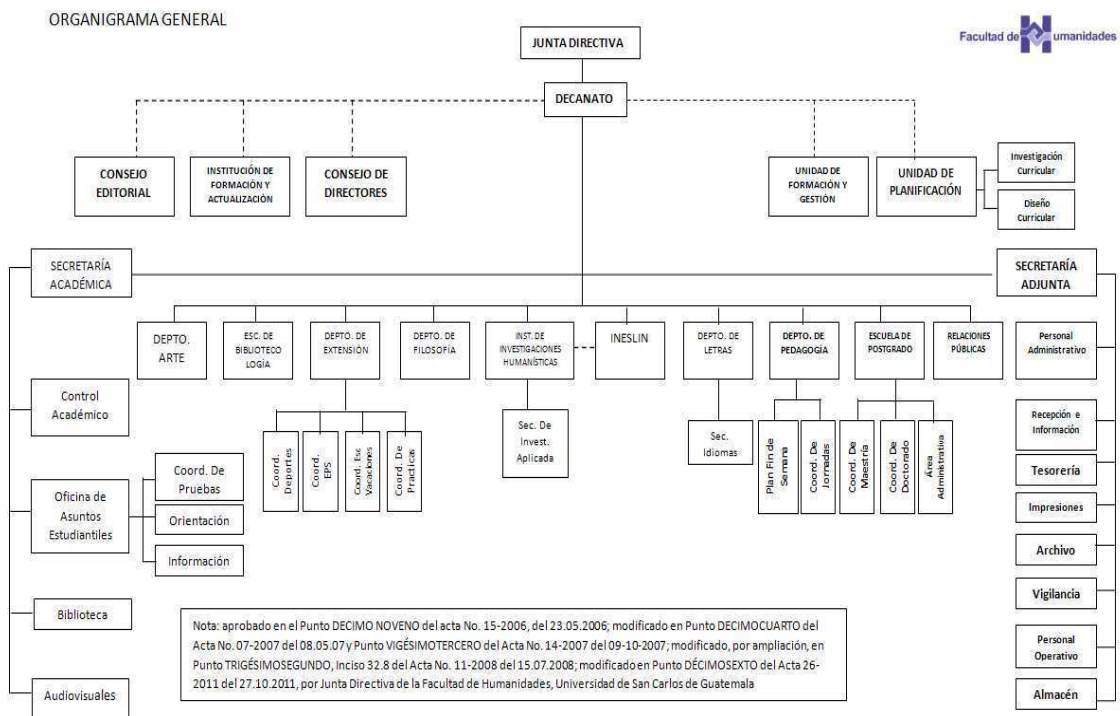 ORGANIGRAMA GENERAL
Facultad de Humanidades
JUNTA DIRECTIVA
DECANATO
CONSEJO
EDITORIAL
INSTITUCIÓN DE
FORMACIÓN Y
ACTUALIZACIÓN
CONSEJO DE
DIRECTORES
UNIDAD DE
FORMACIÓN Y
GESTIÓN
UNIDAD DE
PLANIFICACIÓN
Investigación
Curricular
Diseño
Curricular
SECRETARÍA
ACADÉMICA
SECRETARÍA
ADJUNTA
DEPTO.
ARTE
ESC. DE
BIBLIOTECO
LOGÍA
DEPTO. DE
EXTENSIÓN
DEPTO. DE
FILOSOFÍA
INST. DE
INVESTIGACIONES
HUMANÍSTICAS
INESLIN
DEPTO. DE
LETRAS
DEPTO. DE
PEDAGOGÍA
ESCUELA DE
POSTGRADO
RELACIONES
PÚBLICAS
Personal
Administrativo
Control
Académico
Coord.
Deportes
Coord.
EPS
Coord. Esc
Vacaciones
Coord. De
Practicas
Sec. De
Invest.
Aplicada
Sec.
Idiomas
Plan Fin de
Semana
Coord. De
Jornadas
Coord. De
Maestría
Coord. De
Doctorado
Área
Administrativa
Recepción e
Información
Tesorería
Oficina de
Asuntos
Estudiantiles
Coord. De
Pruebas
Orientación
Información
Impresiones
Archivo
Vigilancia
Biblioteca
Personal
Operativo
Audiovisuales
Almacén
Nota: aprobado en el Punto DECIMO NOVENO del acta No. 15-2006, del 23.05.2006; modificado en Punto DECIMOCUARTO del
Acta No. 07-2007 del 08.05.07 y Punto VIGÉSIMOTERCERO del Acta No. 14-2007 del 09-10-2007; modificado, por ampliación, en
Punto TRIGÉSIMOSEGUNDO, Inciso 32.8 del Acta No. 11-2008 del 15.07.2008; modificado en Punto DÉCIMOSEXTO del Acta 26-
2011 del 27.10.2011, por Junta Directiva de la Facultad de Humanidades, Universidad de San Carlos de Guatemala